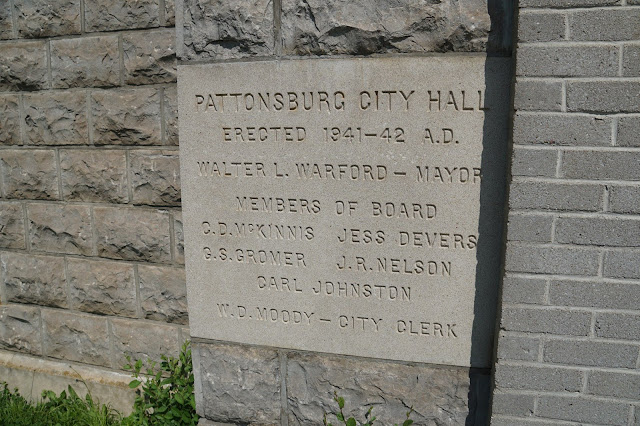 PATTONSBURG CITY HALL
ERECTED 1941-42 A.D.
WALTER L. WARFORD - MAYOR
MEMBERS OF BOARD
C.D. McKINNIS JESS DEVERS
G.S. GROMER J.R. NELSON
CARL JOHNSTON
W.D. MOODY - CITY CLERK